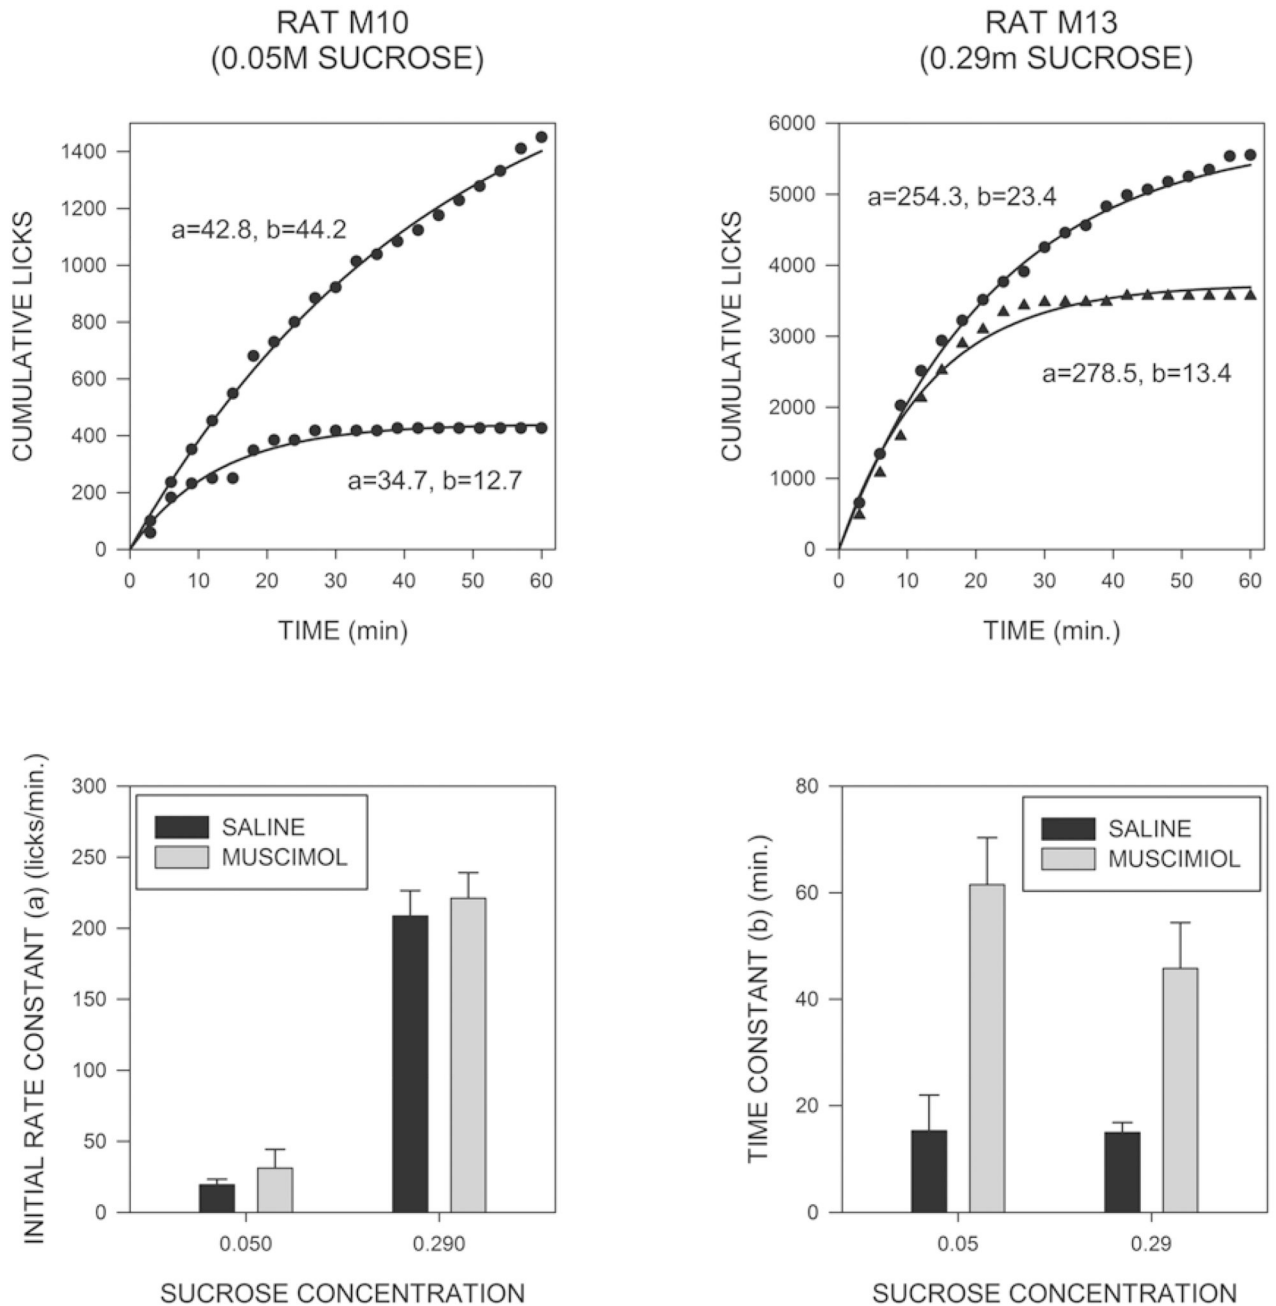 RAT M10
(0.05M SUCROSE)
RAT M13
(0.29m SUCROSE)
CUMULATIVE LICKS
1400
1200
1000
800
600
400
200
0
a=42.8, b=44.2
a=34.7, b=12.7
0 10 20 30 40 50 60
TIME (min)
CUMULATIVE LICKS
6000
5000
4000
3000
2000
1000
0
a=254.3, b=23.4
a=278.5, b=13.4
0 10 20 30 40 50 60
TIME (min.)
INITIAL RATE CONSTANT (a) (licks/min.)
300
250
200
150
100
50
0
SALINE
MUSCIMOL
0.050 0.290
SUCROSE CONCENTRATION
TIME CONSTANT (b) (min.)
80
60
40
20
0
SALINE
MUSCIMIOL
0.05 0.29
SUCROSE CONCENTRATION